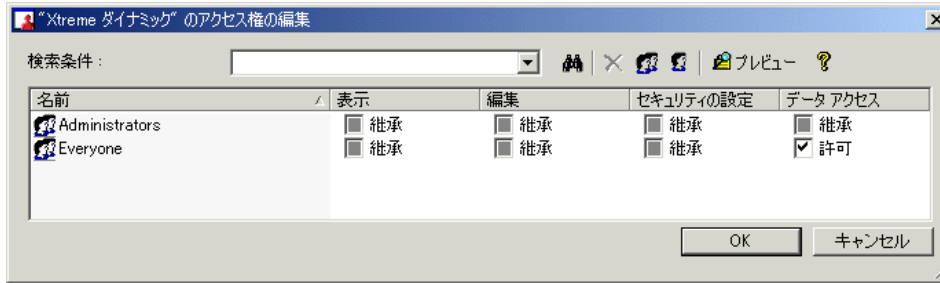 "Xtreme ダイナミック" のアクセス権の編集
検索条件 : プレビュー
名前 表示 編集 セキュリティの設定 データ アクセス
Administrators 継承 継承 継承 継承
Everyone 継承 継承 継承 許可
OK キャンセル